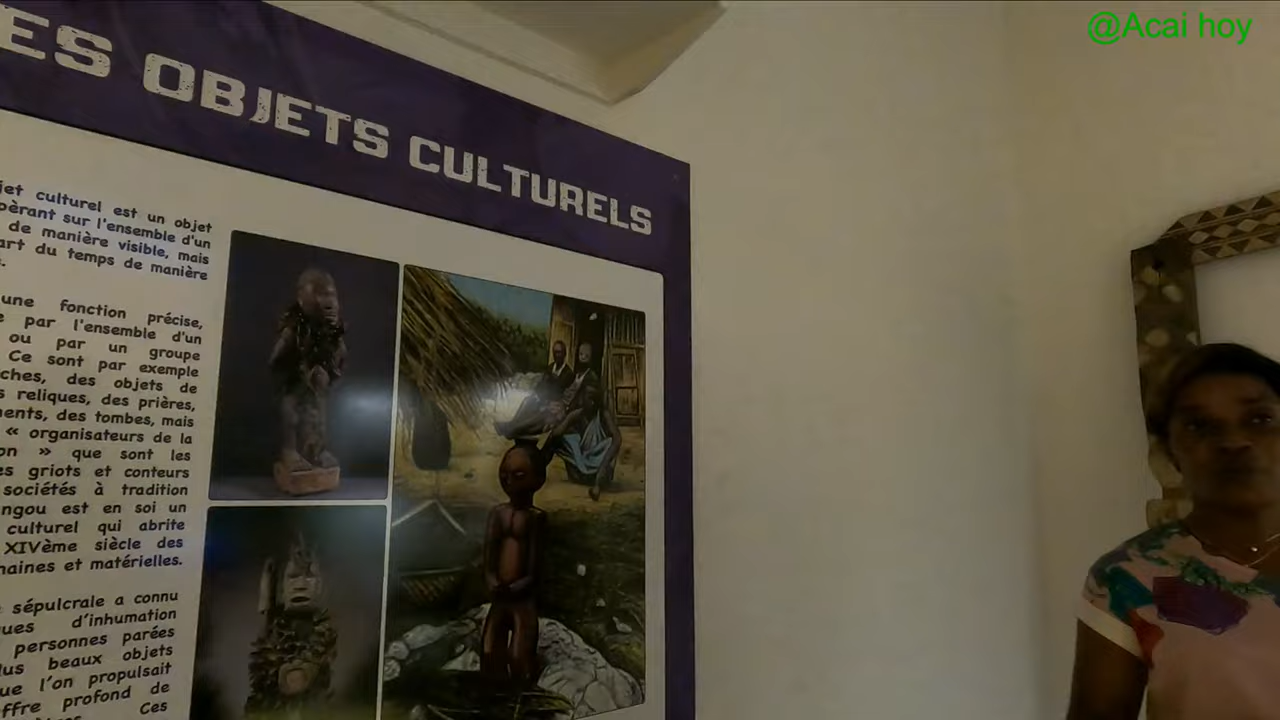 @Acai hoy
ES OBJETS CULTURELS
jet culturel est un objet
opèrant sur l'ensemble d'un
de manière visible, mais
art du temps de manière
une fonction précise,
e par l'ensemble d'un
ou par un groupe
Ce sont par exemple
ches, des objets de
s reliques, des prières,
ments, des tombes, mais
« organisateurs de la
on » que sont les
es griots et conteurs
sociétés à tradition
ngou est en soi un
culturel qui abrite
XIVème siècle des
naines et matérielles.
e sépulcrale a connu
ues d'inhumation
personnes parées
lus beaux objets
ue l'on propulsait
ffre profond de
Ces